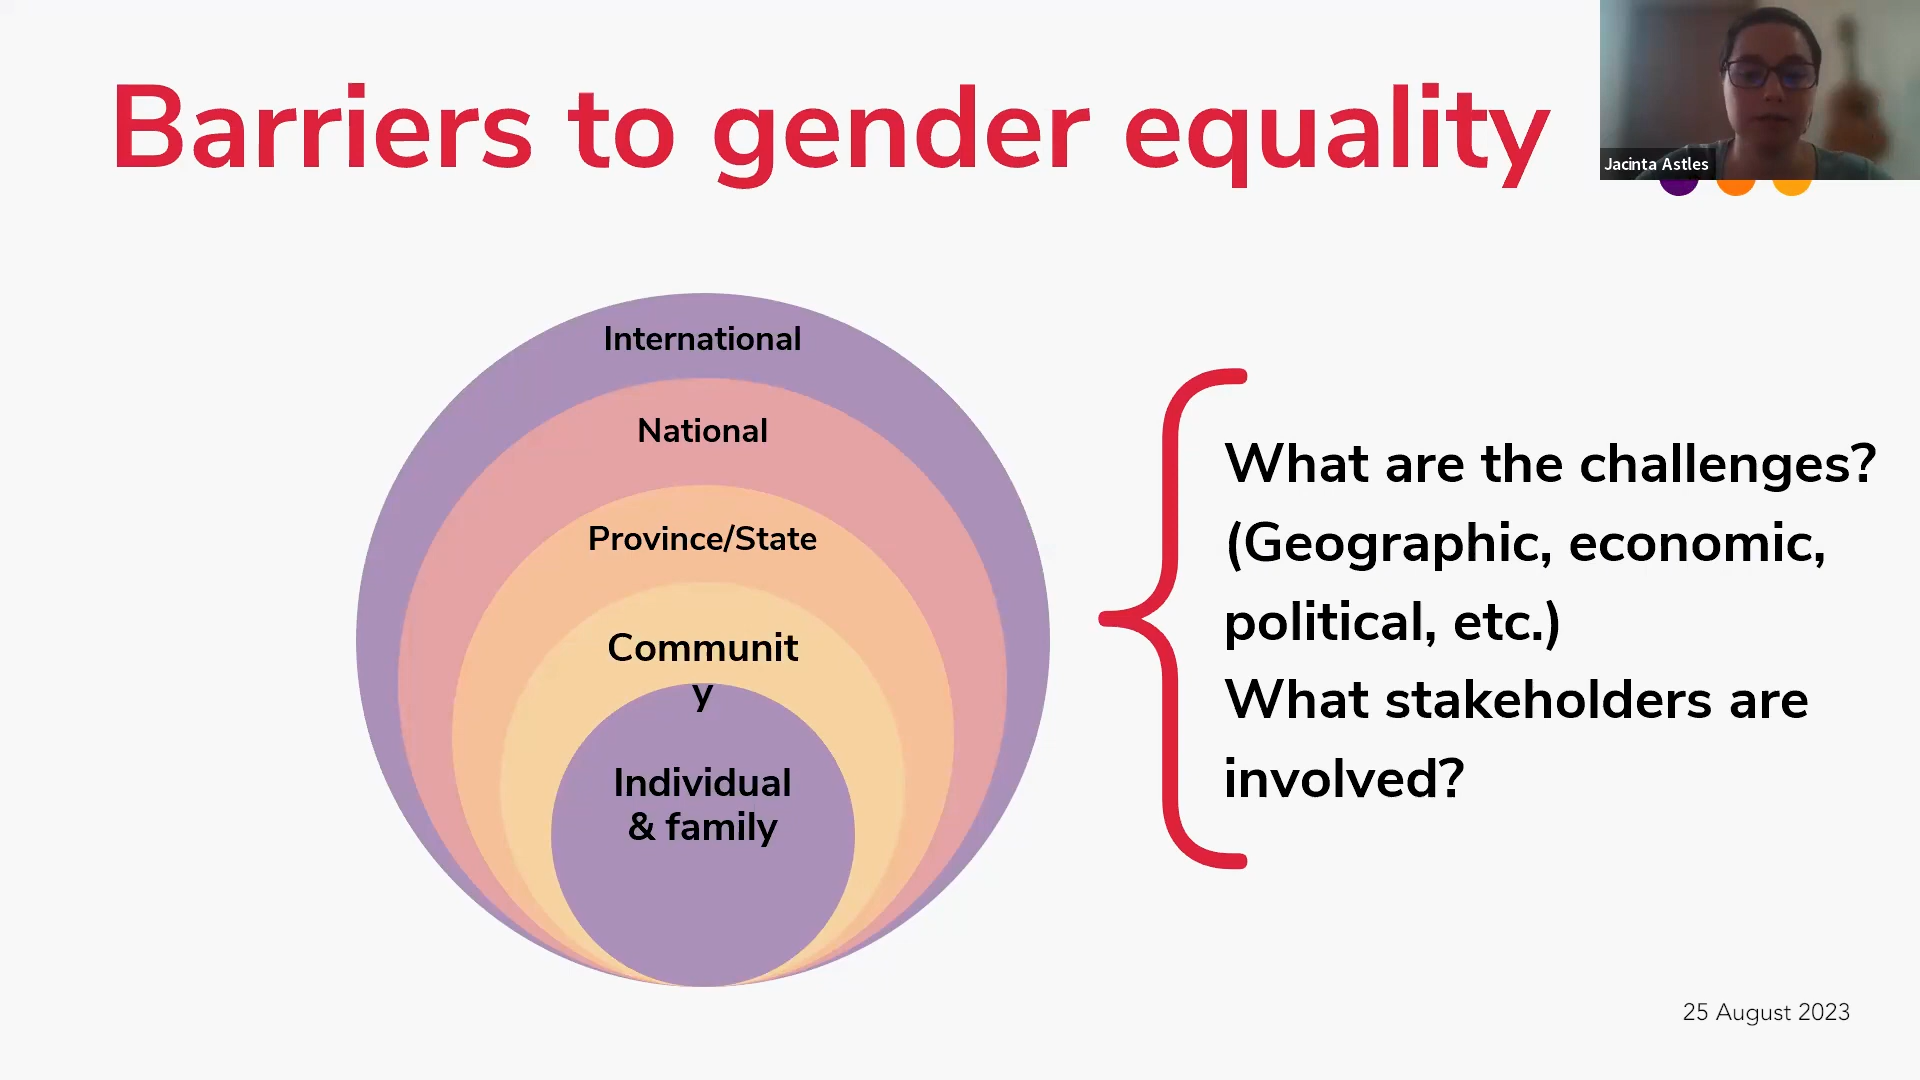 Barriers to gender equality
Jacinta Astles
International
National
Province/State
Communit
y
Individual
& family
What are the challenges?
(Geographic, economic,
political, etc.)
What stakeholders are
involved?
25 August 2023